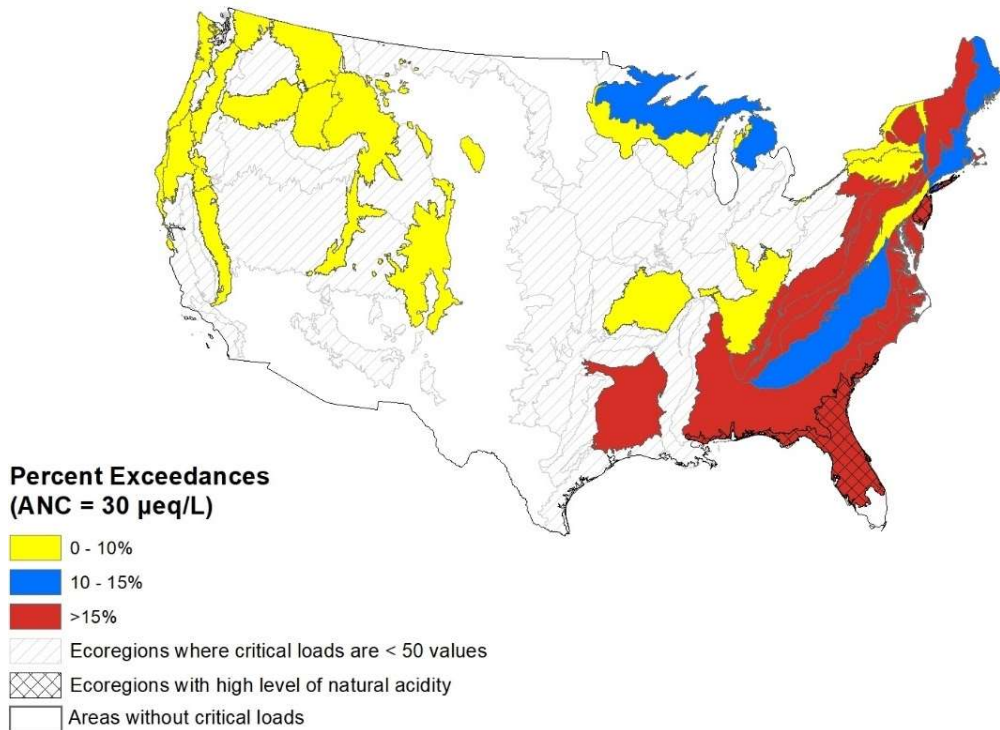 Percent Exceedances
(ANC = 30 µeq/L)
0 - 10%
10 - 15%
>15%
Ecoregions where critical loads are < 50 values
Ecoregions with high level of natural acidity
Areas without critical loads